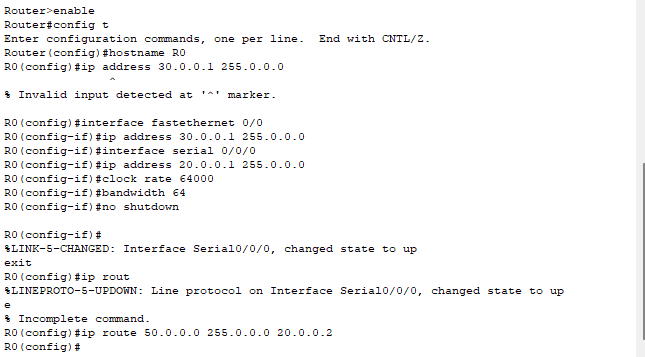 Router>enable
Router#config t
Enter configuration commands, one per line.  End with CNTL/Z.
Router(config)#hostname R0
R0(config)#ip address 30.0.0.1 255.0.0.0
^
% Invalid input detected at '^' marker.
R0(config)#interface fastethernet 0/0
R0(config-if)#ip address 30.0.0.1 255.0.0.0
R0(config-if)#interface serial 0/0/0
R0(config-if)#ip address 20.0.0.1 255.0.0.0
R0(config-if)#clock rate 64000
R0(config-if)#bandwidth 64
R0(config-if)#no shutdown
R0(config-if)#
%LINK-5-CHANGED: Interface Serial0/0/0, changed state to up
exit
R0(config)#ip rout
%LINEPROTO-5-UPDOWN: Line protocol on Interface Serial0/0/0, changed state to up
e
% Incomplete command.
R0(config)#ip route 50.0.0.0 255.0.0.0 20.0.0.2
R0(config)#